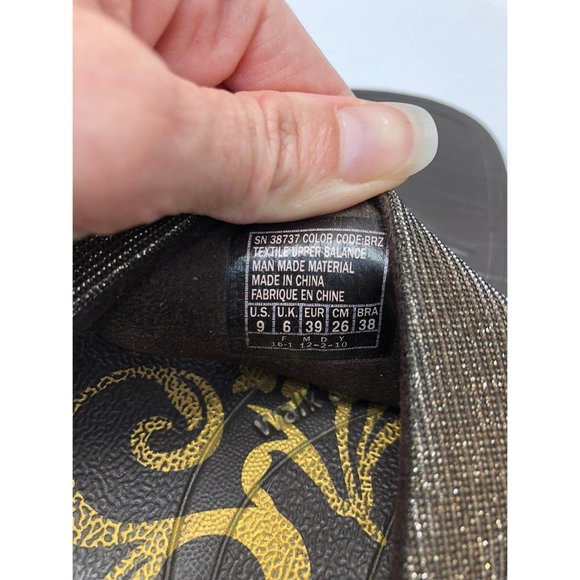 SN 38737 COLOR CODE:BRZ
TEXTILE UPPER BALANCE
MAN MADE MATERIAL
MADE IN CHINA
FABRIQUE EN CHINE
U.S. U.K. EUR CM BRA
9 6 39 26 38
F M D Y
16-1 12-2-10
Walk